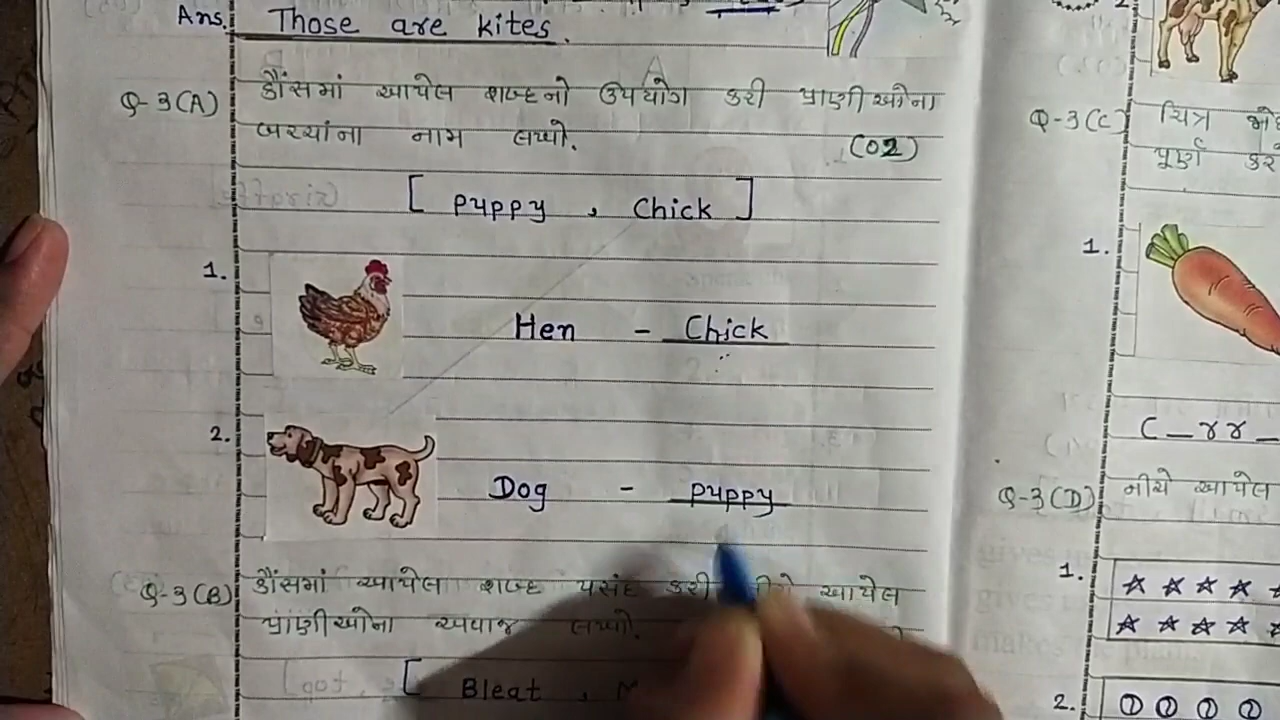 Ans. Those are kites.
Q-3(A) કૌંસમાં આપેલ શબ્દનો ઉપયોગ કરી પ્રાણીઓના
બચ્ચાંના નામ લખો. (02)
[ puppy , Chick ]
1. Hen - Chick
2. Dog - puppy
Q-3(B) કૌંસમાં આપેલ શબ્દ પસંદ કરી નીચે આપેલ
પ્રાણીઓના અવાજ લખો.
[ Bleat ,
Q-3(C) ચિત્ર
પૂર્ણ
1.
C _ rr _
Q-3(D) નીચે આપેલ
1.
2.